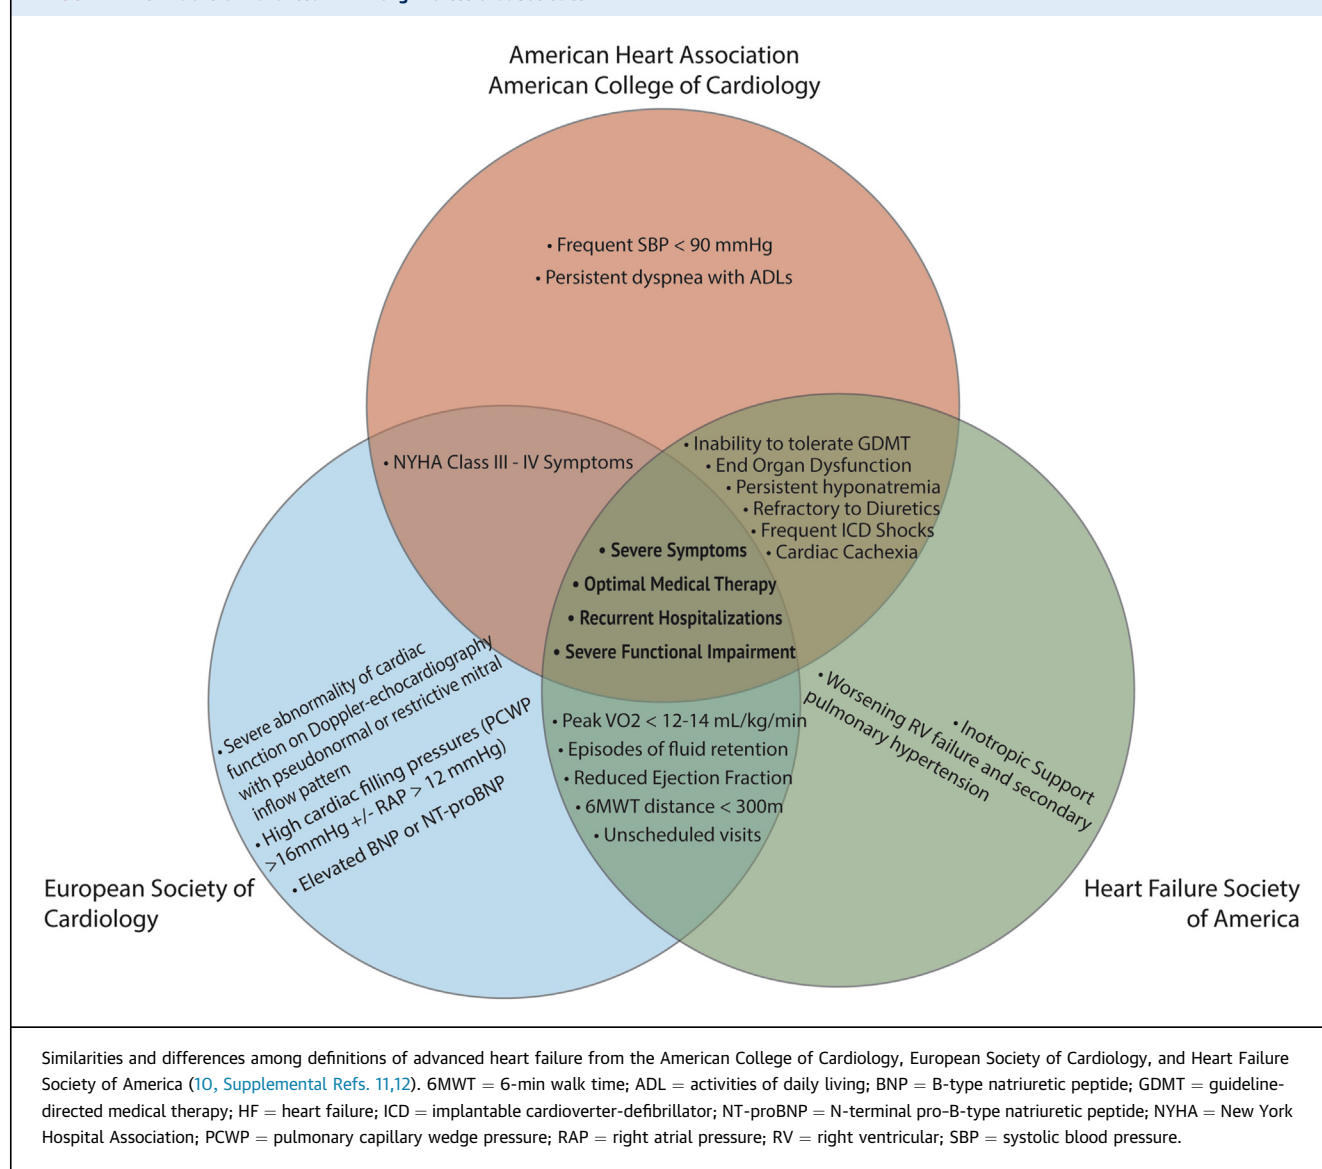 American Heart Association
American College of Cardiology
• Frequent SBP < 90 mmHg
• Persistent dyspnea with ADLs
• NYHA Class III - IV Symptoms
• Inability to tolerate GDMT
• End Organ Dysfunction
• Persistent hyponatremia
• Refractory to Diuretics
• Frequent ICD Shocks
• Cardiac Cachexia
• Severe Symptoms
• Optimal Medical Therapy
• Recurrent Hospitalizations
• Severe Functional Impairment
• Severe abnormality of cardiac
function on Doppler-echocardiography
with pseudonormal or restrictive mitral
inflow pattern
• High cardiac filling pressures (PCWP
>16mmHg +/- RAP > 12 mmHg)
• Elevated BNP or NT-proBNP
• Peak VO2 < 12-14 mL/kg/min
• Episodes of fluid retention
• Reduced Ejection Fraction
• 6MWT distance < 300m
• Unscheduled visits
• Inotropic Support
• Worsening RV failure and secondary
pulmonary hypertension
European Society of
Cardiology
Heart Failure Society
of America
Similarities and differences among definitions of advanced heart failure from the American College of Cardiology, European Society of Cardiology, and Heart Failure
Society of America (10, Supplemental Refs. 11,12). 6MWT = 6-min walk time; ADL = activities of daily living; BNP = B-type natriuretic peptide; GDMT = guideline-
directed medical therapy; HF = heart failure; ICD = implantable cardioverter-defibrillator; NT-proBNP = N-terminal pro–B-type natriuretic peptide; NYHA = New York
Hospital Association; PCWP = pulmonary capillary wedge pressure; RAP = right atrial pressure; RV = right ventricular; SBP = systolic blood pressure.